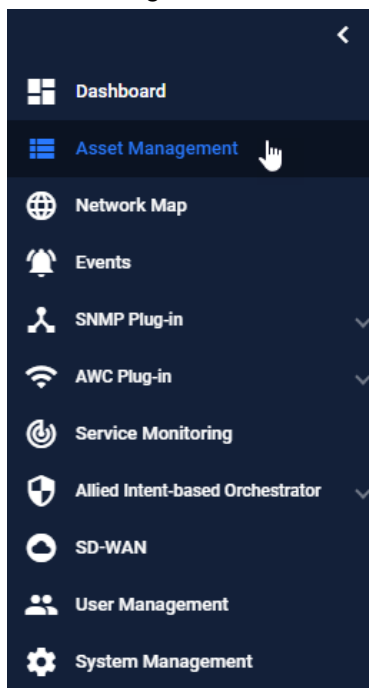 Dashboard
Asset Management
Network Map
Events
SNMP Plug-in
AWC Plug-in
Service Monitoring
Allied Intent-based Orchestrator
SD-WAN
User Management
System Management